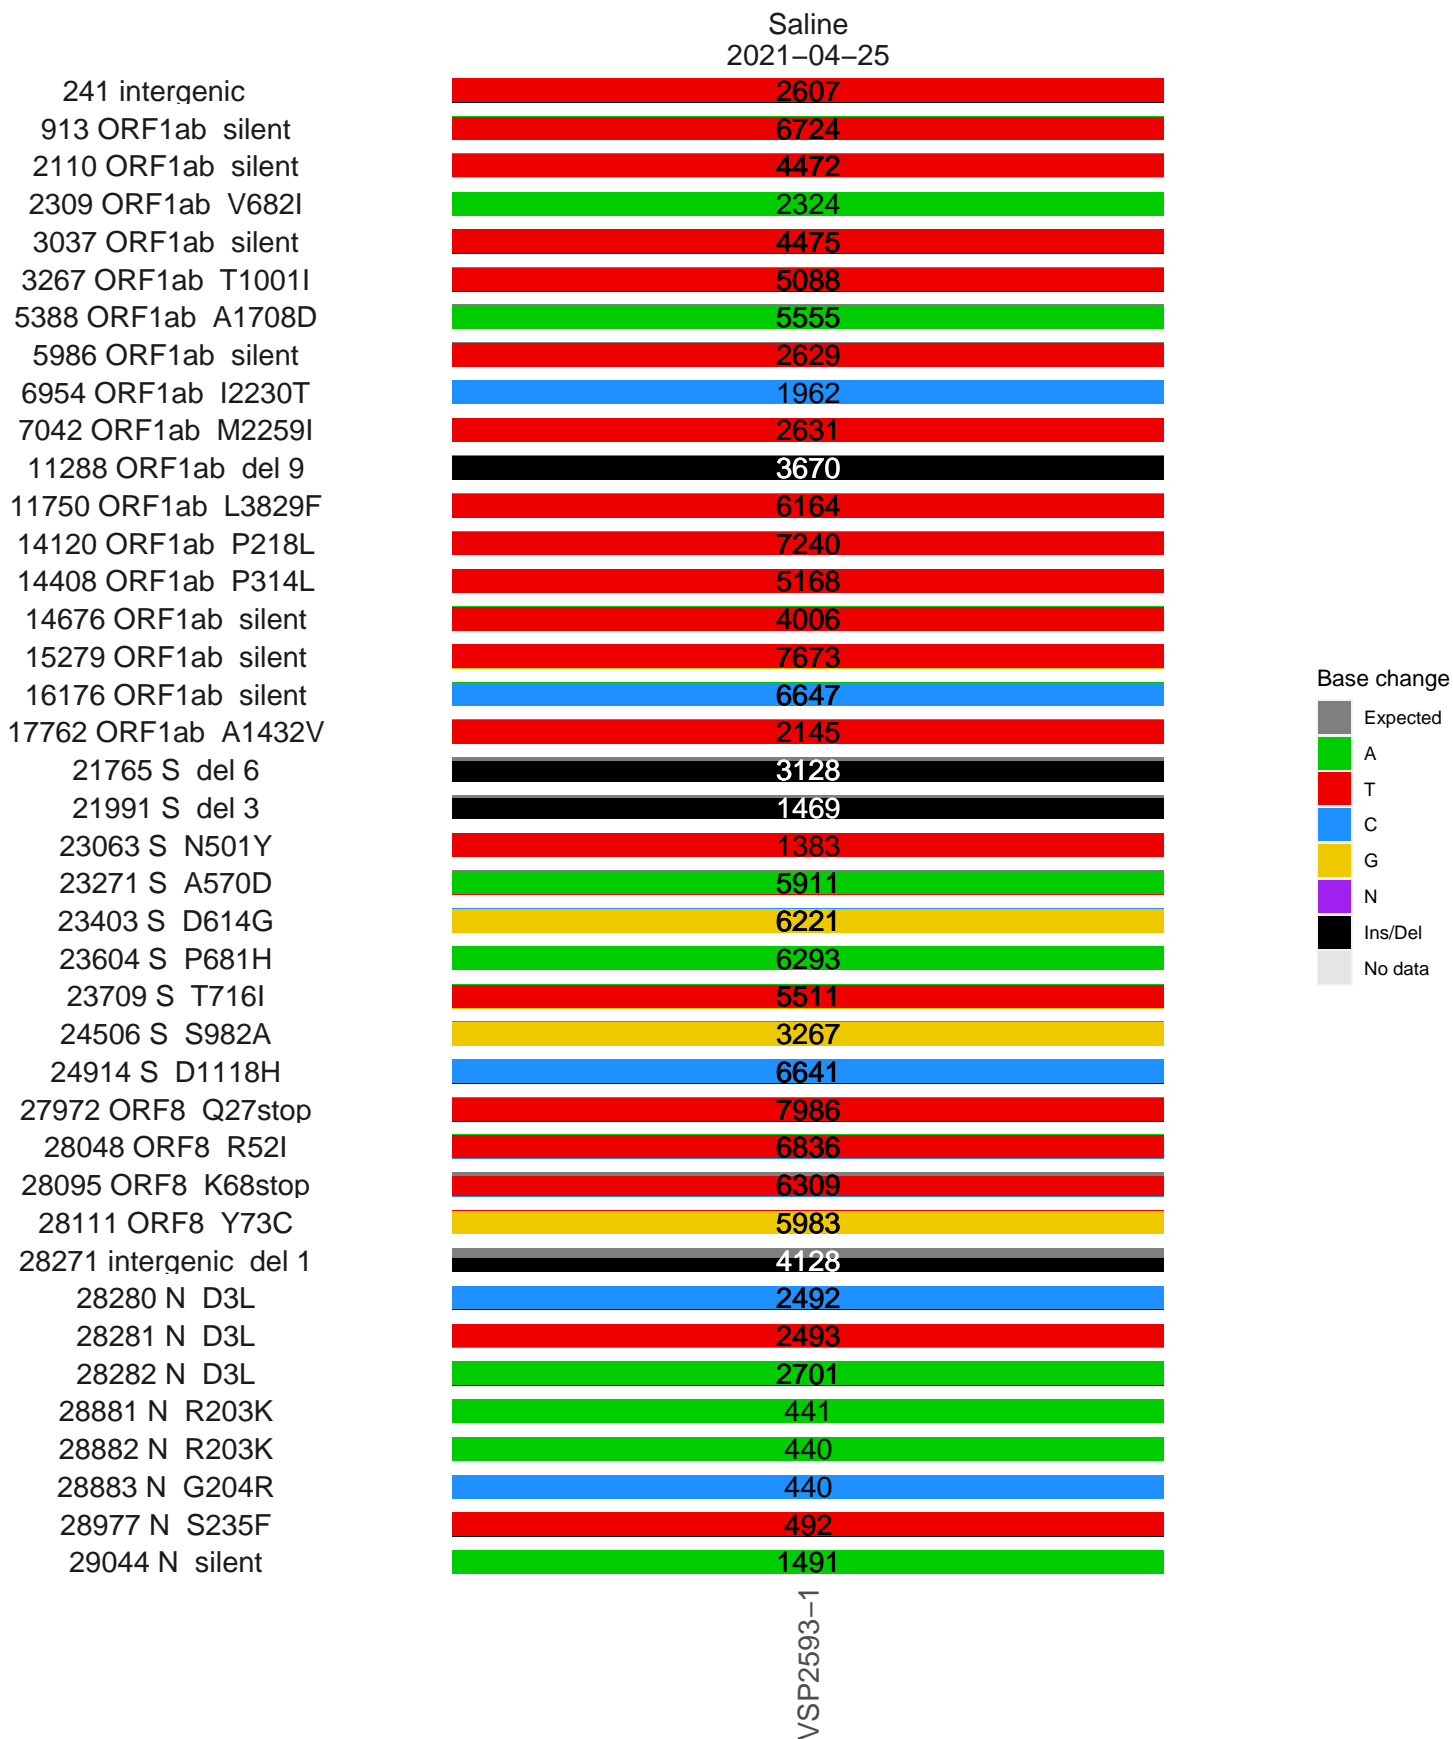 Saline
2021−04−25
241 intergenic 2607
913 ORF1ab silent 6724
2110 ORF1ab silent 4472
2309 ORF1ab V682I 2324
3037 ORF1ab silent 4475
3267 ORF1ab T1001I 5088
5388 ORF1ab A1708D 5555
5986 ORF1ab silent 2629
6954 ORF1ab I2230T 1962
7042 ORF1ab M2259I 2631
11288 ORF1ab del 9 3670
11750 ORF1ab L3829F 6164
14120 ORF1ab P218L 7240
14408 ORF1ab P314L 5168
14676 ORF1ab silent 4006
15279 ORF1ab silent 7673
16176 ORF1ab silent 6647
17762 ORF1ab A1432V 2145
21765 S del 6 3128
21991 S del 3 1469
23063 S N501Y 1383
23271 S A570D 5911
23403 S D614G 6221
23604 S P681H 6293
23709 S T716I 5511
24506 S S982A 3267
24914 S D1118H 6641
27972 ORF8 Q27stop 7986
28048 ORF8 R52I 6836
28095 ORF8 K68stop 6309
28111 ORF8 Y73C 5983
28271 intergenic del 1 4128
28280 N D3L 2492
28281 N D3L 2493
28282 N D3L 2701
28881 N R203K 441
28882 N R203K 440
28883 N G204R 440
28977 N S235F 492
29044 N silent 1491
VSP2593−1
Base change
Expected
A
T
C
G
N
Ins/Del
No data